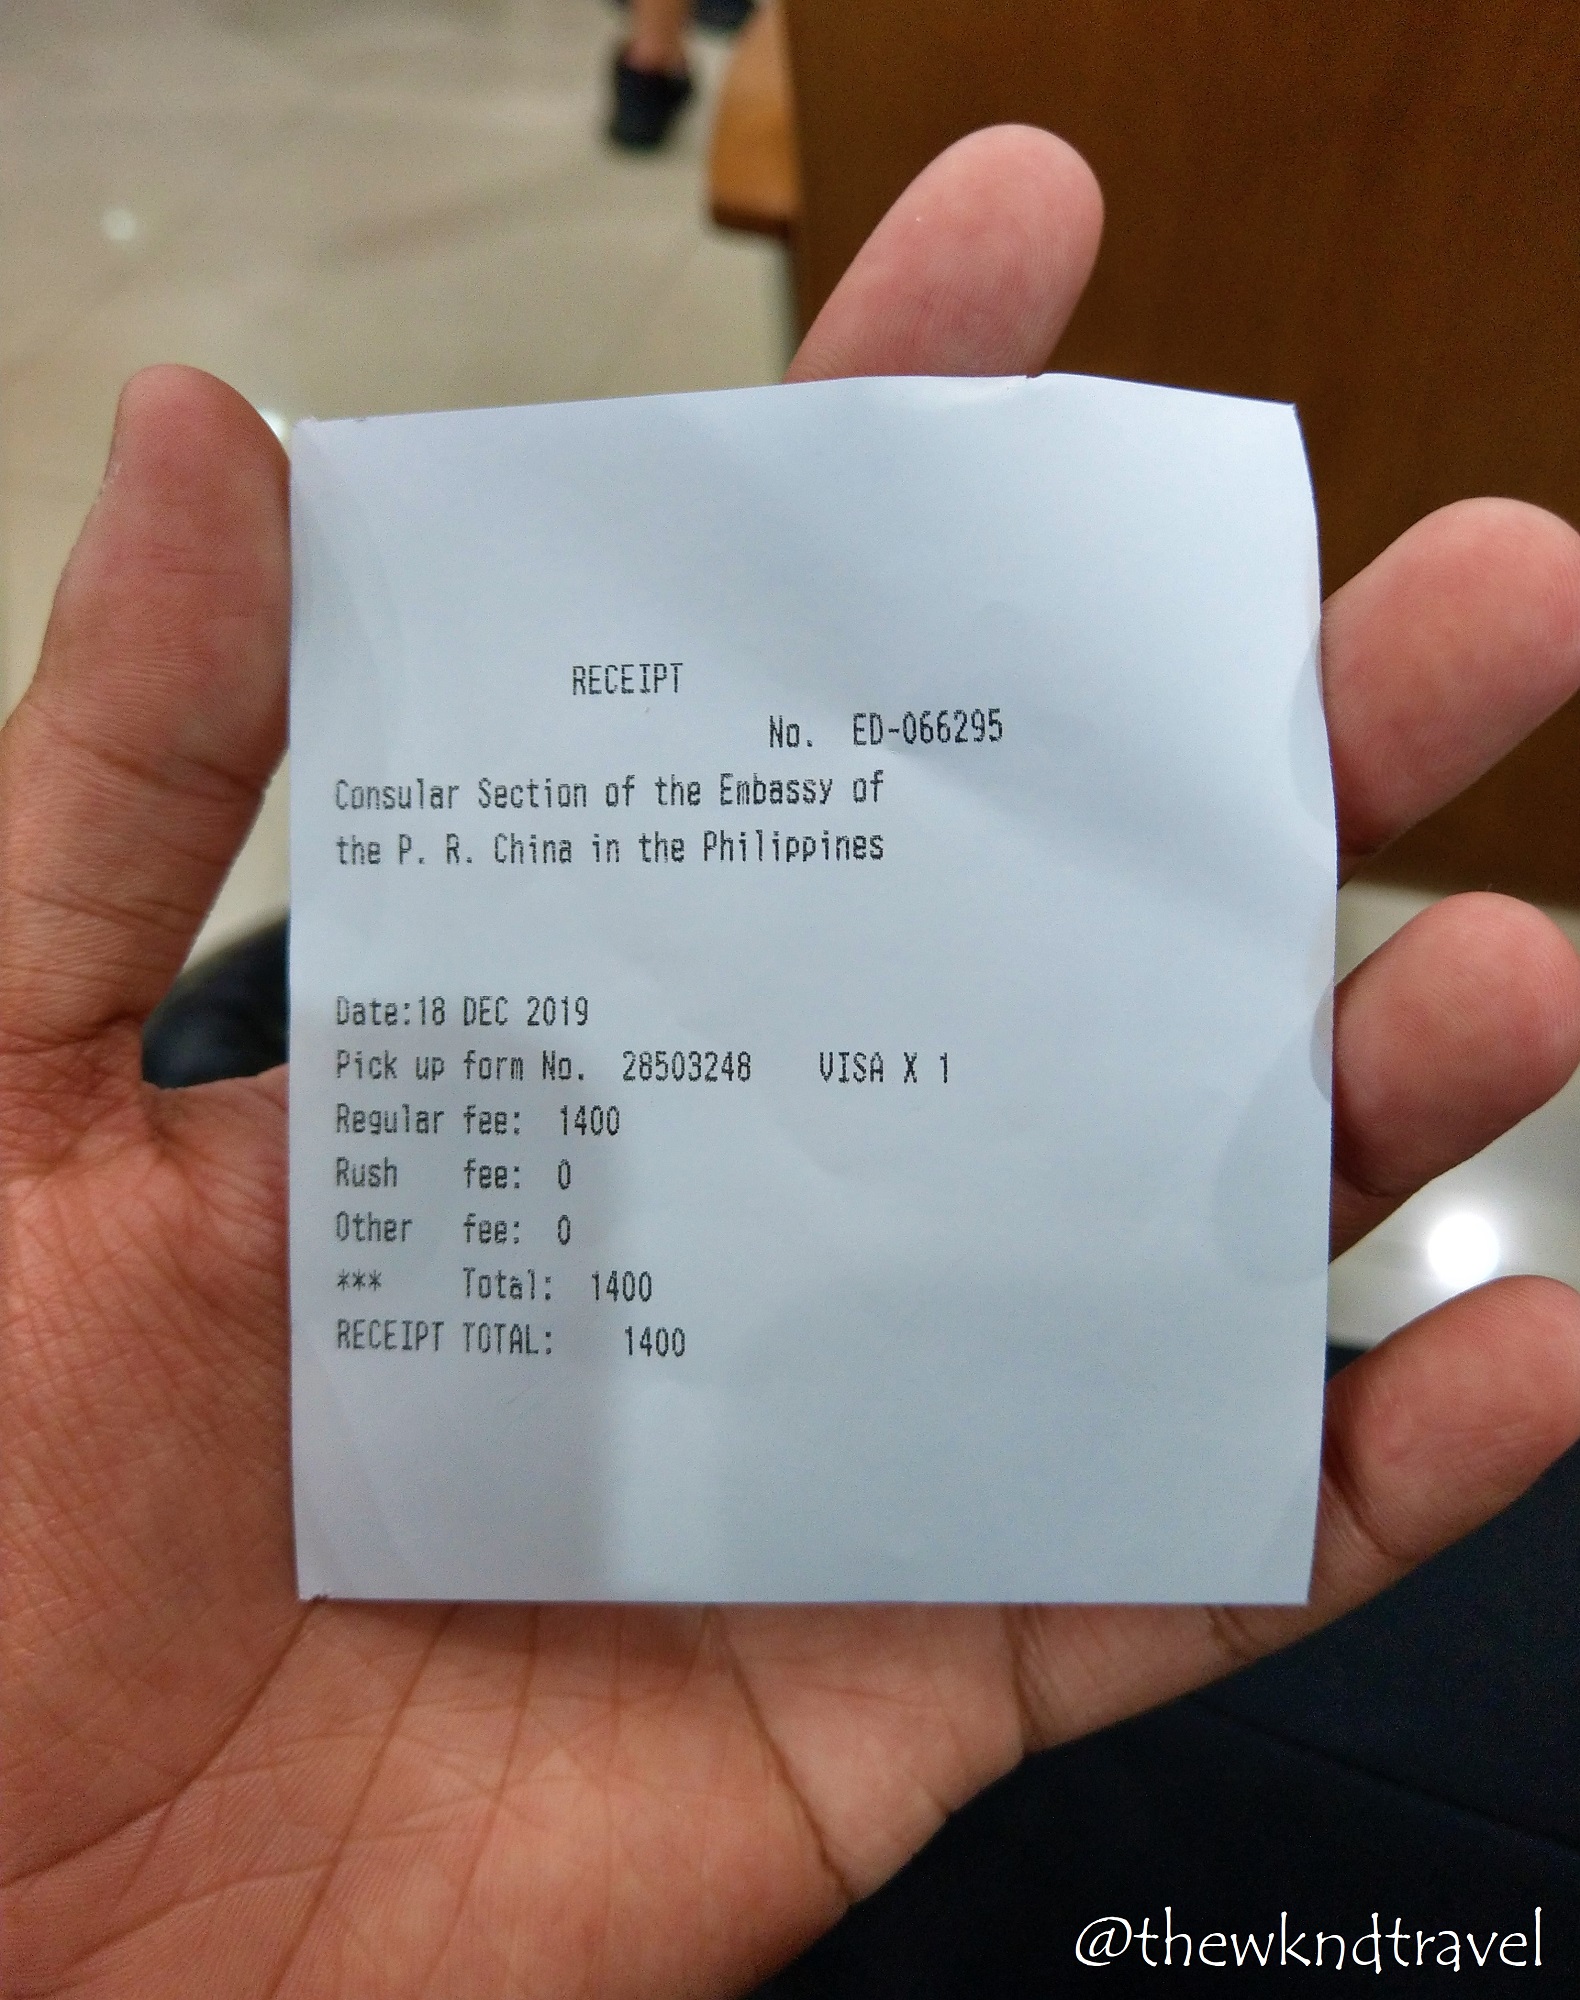 RECEIPT
No. ED-066295
Consular Section of the Embassy of
the P. R. China in the Philippines
Date:18 DEC 2019
Pick up form No. 28503248 VISA X 1
Regular fee: 1400
Rush fee: 0
Other fee: 0
*** Total: 1400
RECEIPT TOTAL: 1400
@thewkndtravel